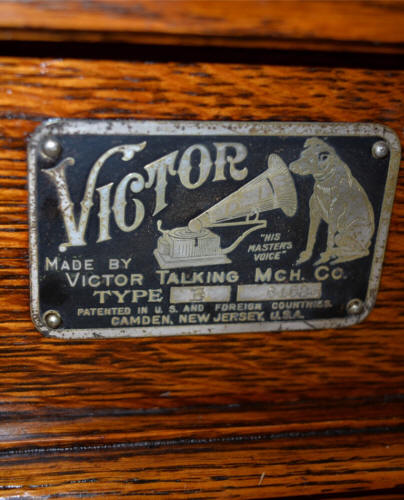 VICTOR
"HIS
MASTER'S
VOICE"
MADE BY
VICTOR TALKING MCH. CO.
TYPE
PATENTED IN U. S. AND FOREIGN COUNTRIES.
CAMDEN, NEW JERSEY, U.S.A.